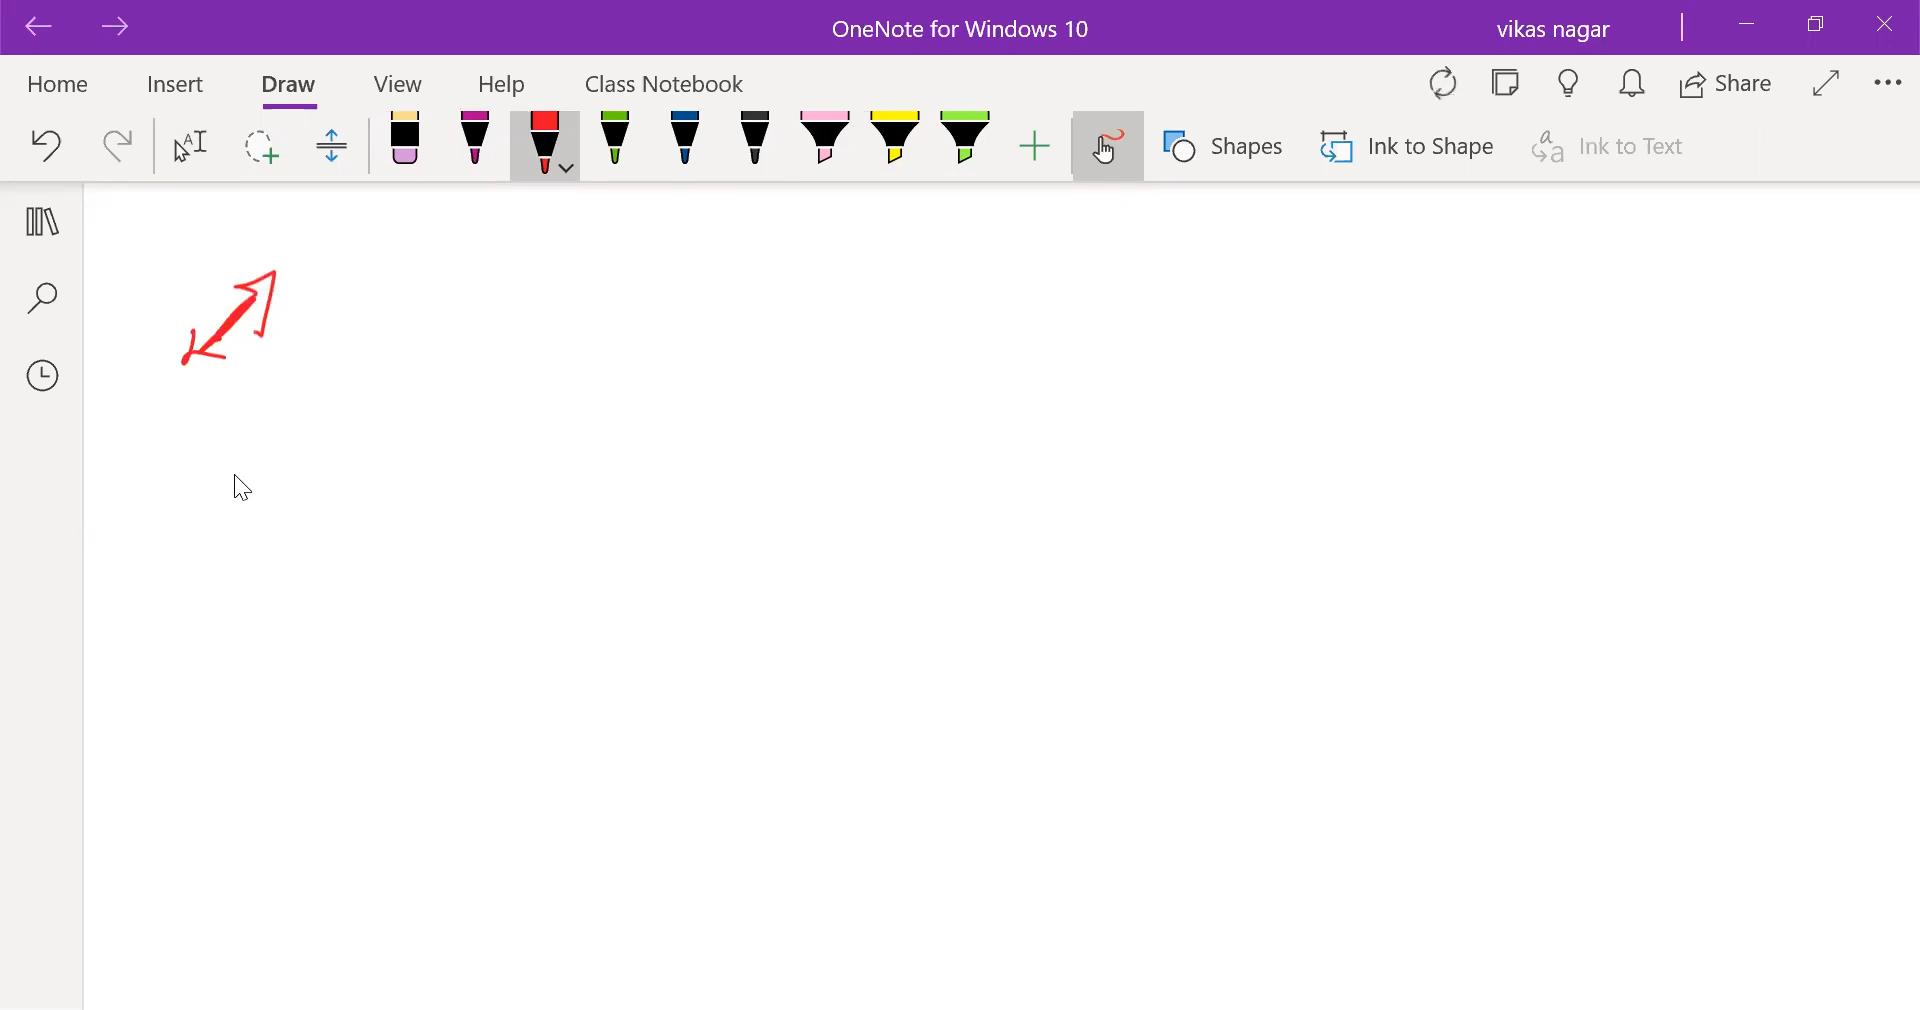 OneNote for Windows 10
vikas nagar
Home Insert Draw View Help Class Notebook Share
Shapes Ink to Shape Ink to Text